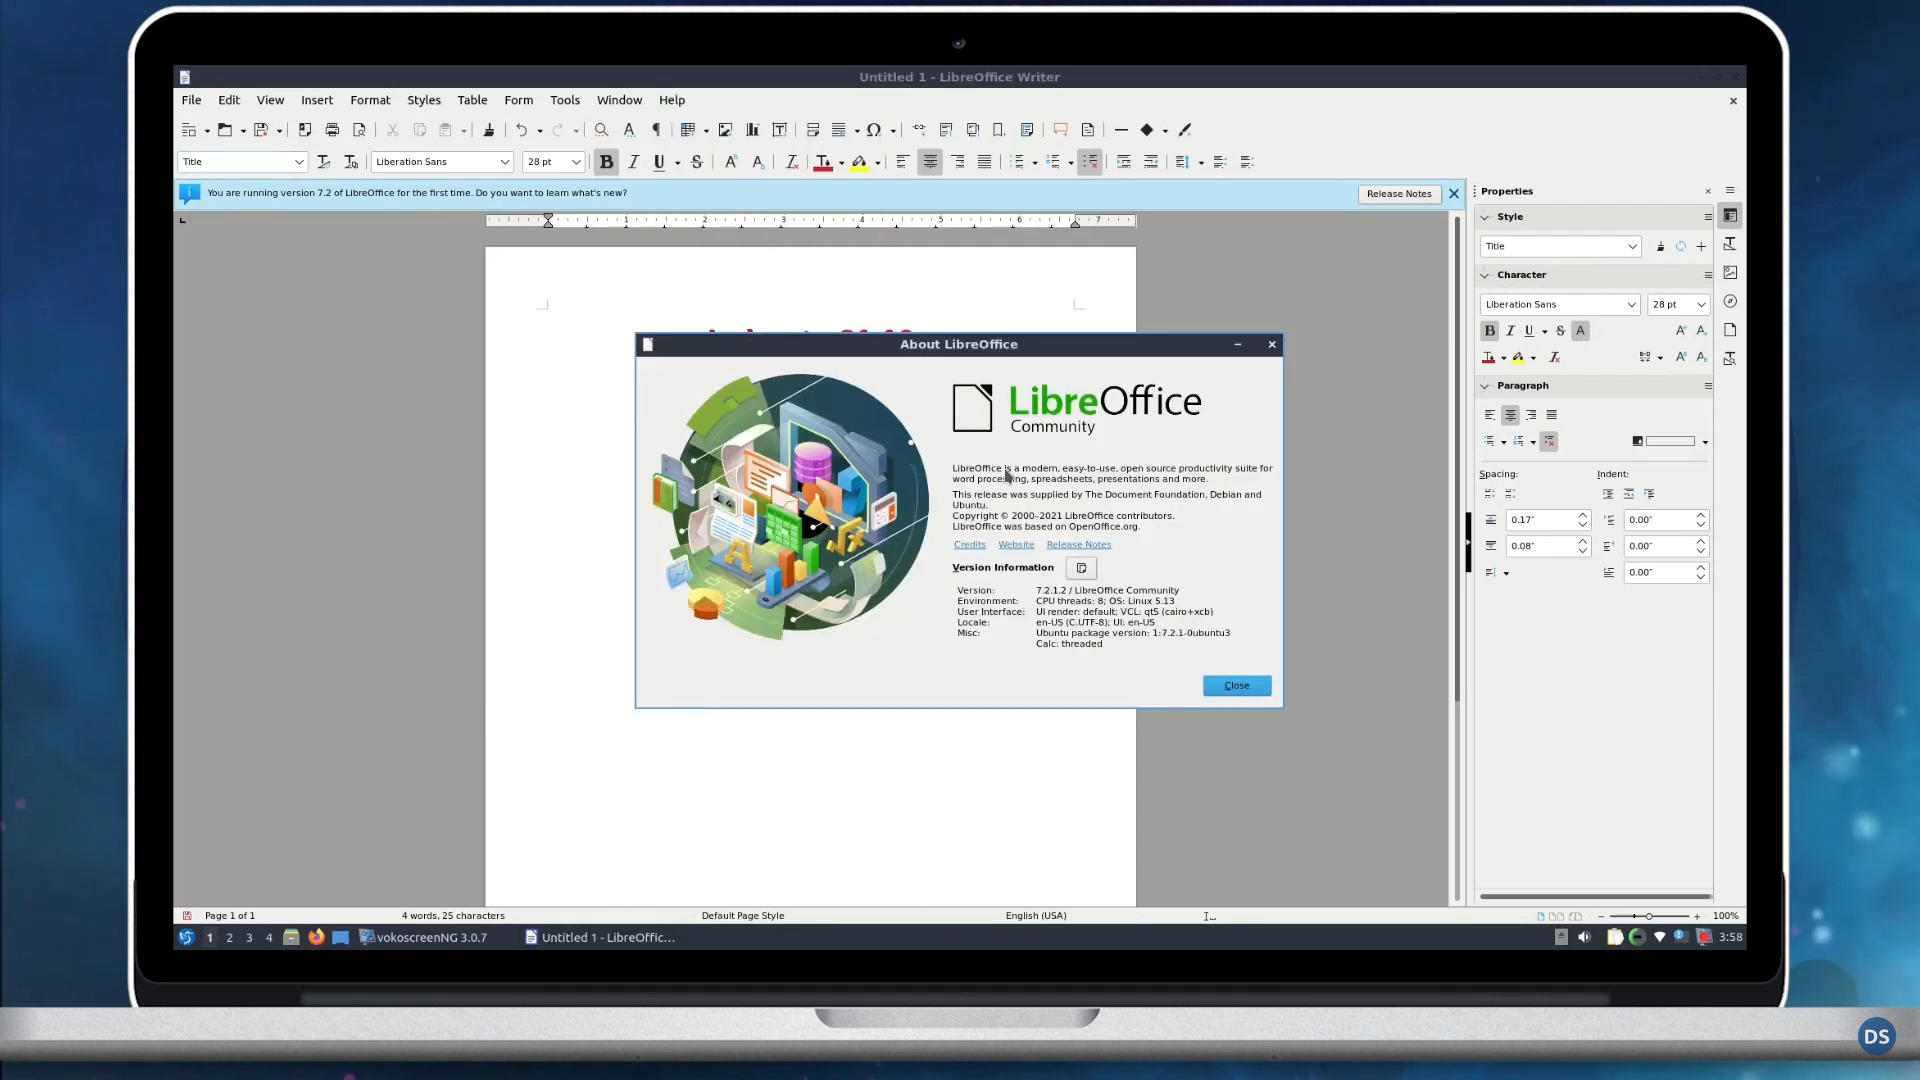 Untitled 1 - LibreOffice Writer
File Edit View Insert Format Styles Table Form Tools Window Help
Title Liberation Sans 28 pt
You are running version 7.2 of LibreOffice for the first time. Do you want to learn what's new? Release Notes
1 2 3 4 5 6 7
About LibreOffice
LibreOffice
Community
LibreOffice is a modern, easy-to-use, open source productivity suite for
word processing, spreadsheets, presentations and more.
This release was supplied by The Document Foundation, Debian and
Ubuntu.
Copyright © 2000–2021 LibreOffice contributors.
LibreOffice was based on OpenOffice.org.
Credits Website Release Notes
Version Information
Version: 7.2.1.2 / LibreOffice Community
Environment: CPU threads: 8; OS: Linux 5.13
User Interface: UI render: default; VCL: qt5 (cairo+xcb)
Locale: en-US (C.UTF-8); UI: en-US
Misc: Ubuntu package version: 1:7.2.1-0ubuntu3
Calc: threaded
Close
Properties
Style
Title
Character
Liberation Sans 28 pt
Paragraph
Spacing: Indent:
0.17" 0.00"
0.08" 0.00"
0.00"
Page 1 of 1 4 words, 25 characters Default Page Style English (USA) 100%
1 2 3 4 vokoscreenNG 3.0.7 Untitled 1 - LibreOffic... 3:58
DS